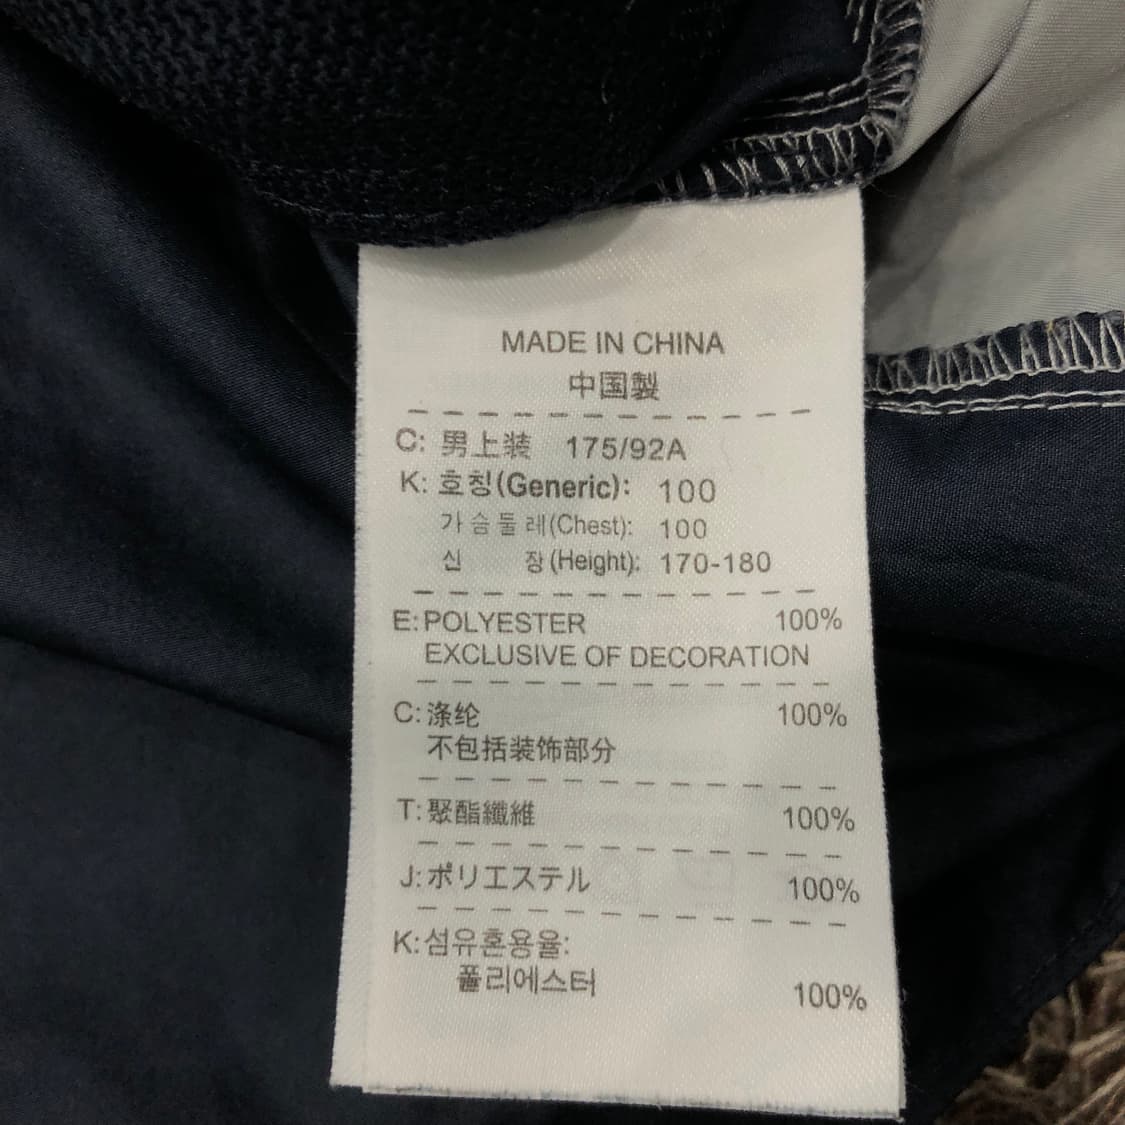 MADE IN CHINA
中国製
C: 男上装 175/92A
K: 호칭(Generic): 100
가슴둘레(Chest): 100
신 장(Height): 170-180
E: POLYESTER 100%
EXCLUSIVE OF DECORATION
C: 涤纶 100%
不包括装饰部分
T: 聚酯纖維 100%
J: ポリエステル 100%
K: 섬유혼용율:
폴리에스터 100%